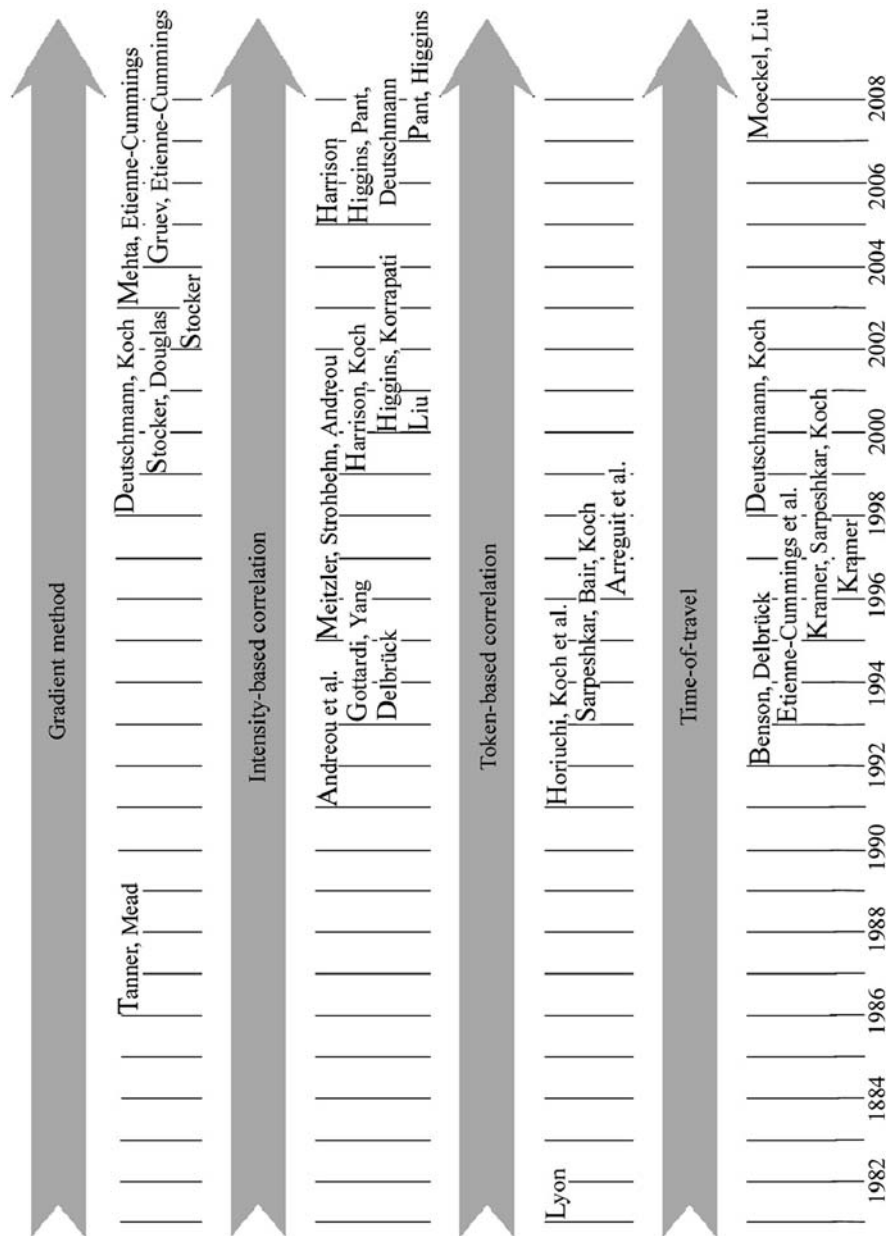 Gradient method
Tanner, Mead
Deutschmann, Koch
Stocker, Douglas
Stocker
Mehta, Etienne-Cummings
Gruev, Etienne-Cummings
Intensity-based correlation
Andreou et al.
Gottardi, Yang
Delbrück
Meitzler, Strohbehn, Andreou
Harrison, Koch
Higgins, Korrapati
Liu
Harrison
Higgins, Pant,
Deutschmann
Pant, Higgins
Token-based correlation
Lyon
Horiuchi, Koch et al.
Sarpeshkar, Bair, Koch
Arreguit et al.
Time-of-travel
Benson, Delbrück
Etienne-Cummings et al.
Kramer, Sarpeshkar, Koch
Kramer
Deutschmann, Koch
Moeckel, Liu
1982 1884 1986 1988 1990 1992 1994 1996 1998 2000 2002 2004 2006 2008